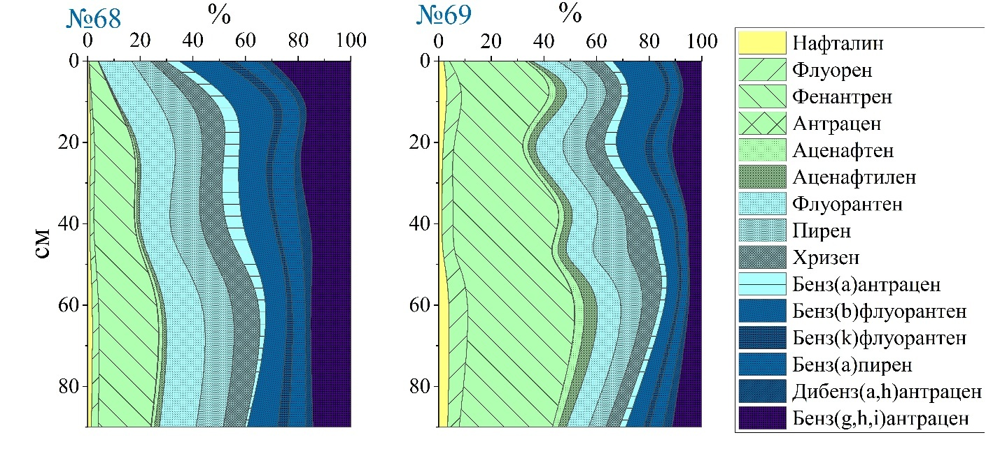 №68
%
0 20 40 60 80 100
0
20
40
60
80
см
№69
%
0 20 40 60 80 100
0
20
40
60
80
Нафталин
Флуорен
Фенантрен
Антрацен
Аценафтен
Аценафтилен
Флуорантен
Пирен
Хризен
Бенз(a)антрацен
Бенз(b)флуорантен
Бенз(k)флуорантен
Бенз(a)пирен
Дибенз(a,h)антрацен
Бенз(g,h,i)антрацен